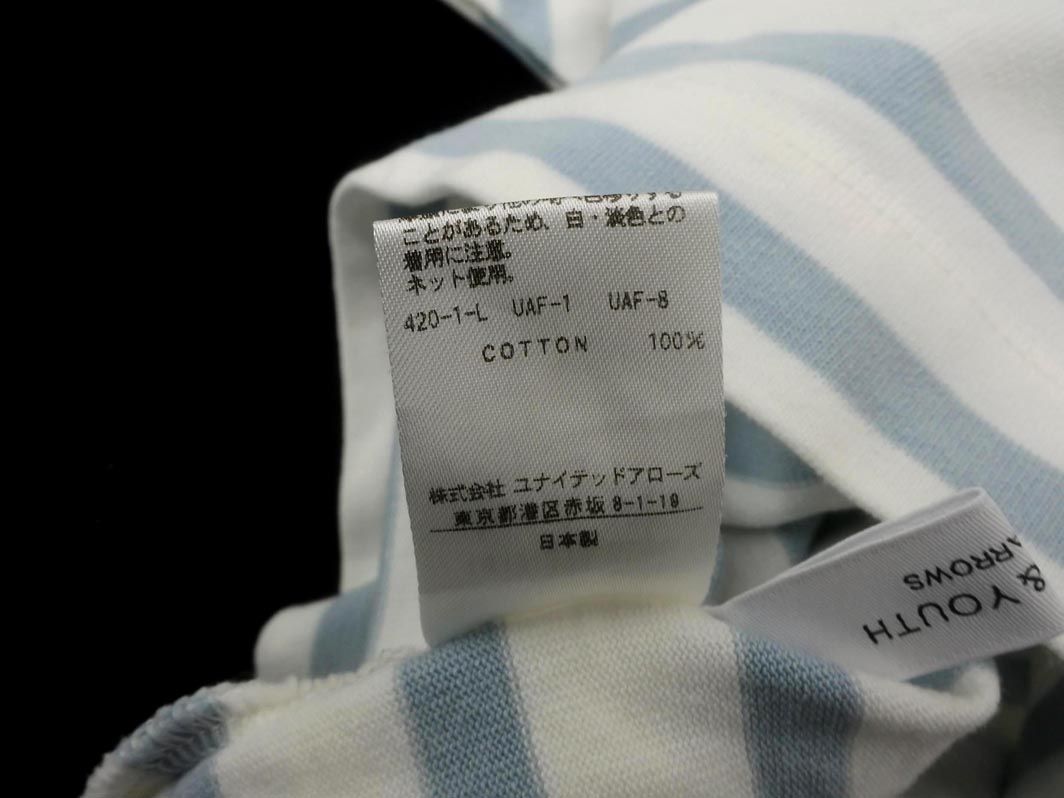 ことがあるため、白・淡色との
着用に注意。
ネット使用。
420-1-L UAF-1 UAF-8
COTTON 100%
株式会社 ユナイテッドアローズ
東京都港区赤坂 8-1-19
日本製
& YOUTH
ARROWS